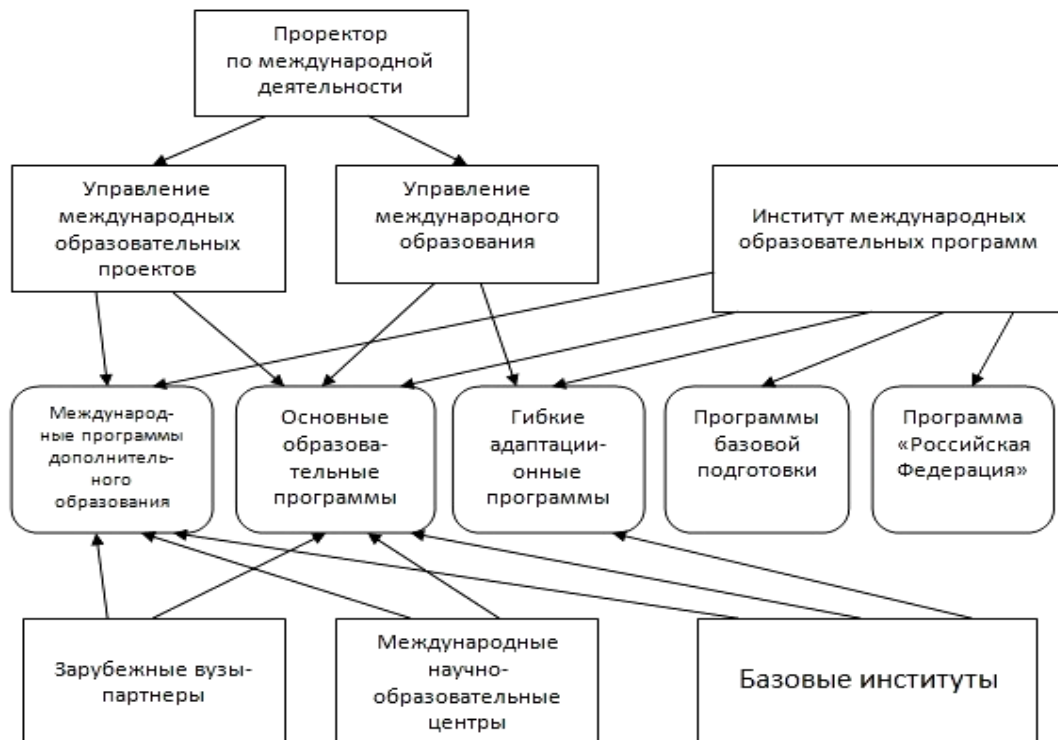 Проректор
по международной
деятельности
Управление
международных
образовательных
проектов
Управление
международного
образования
Институт международных
образовательных программ
Международ-
ные программы
дополнитель-
ного
образования
Основные
образова-
тельные
программы
Гибкие
адаптаци-
онные
программы
Программы
базовой
подготовки
Программа
«Российская
Федерация»
Зарубежные вузы-
партнеры
Международные
научно-
образовательные
центры
Базовые институты